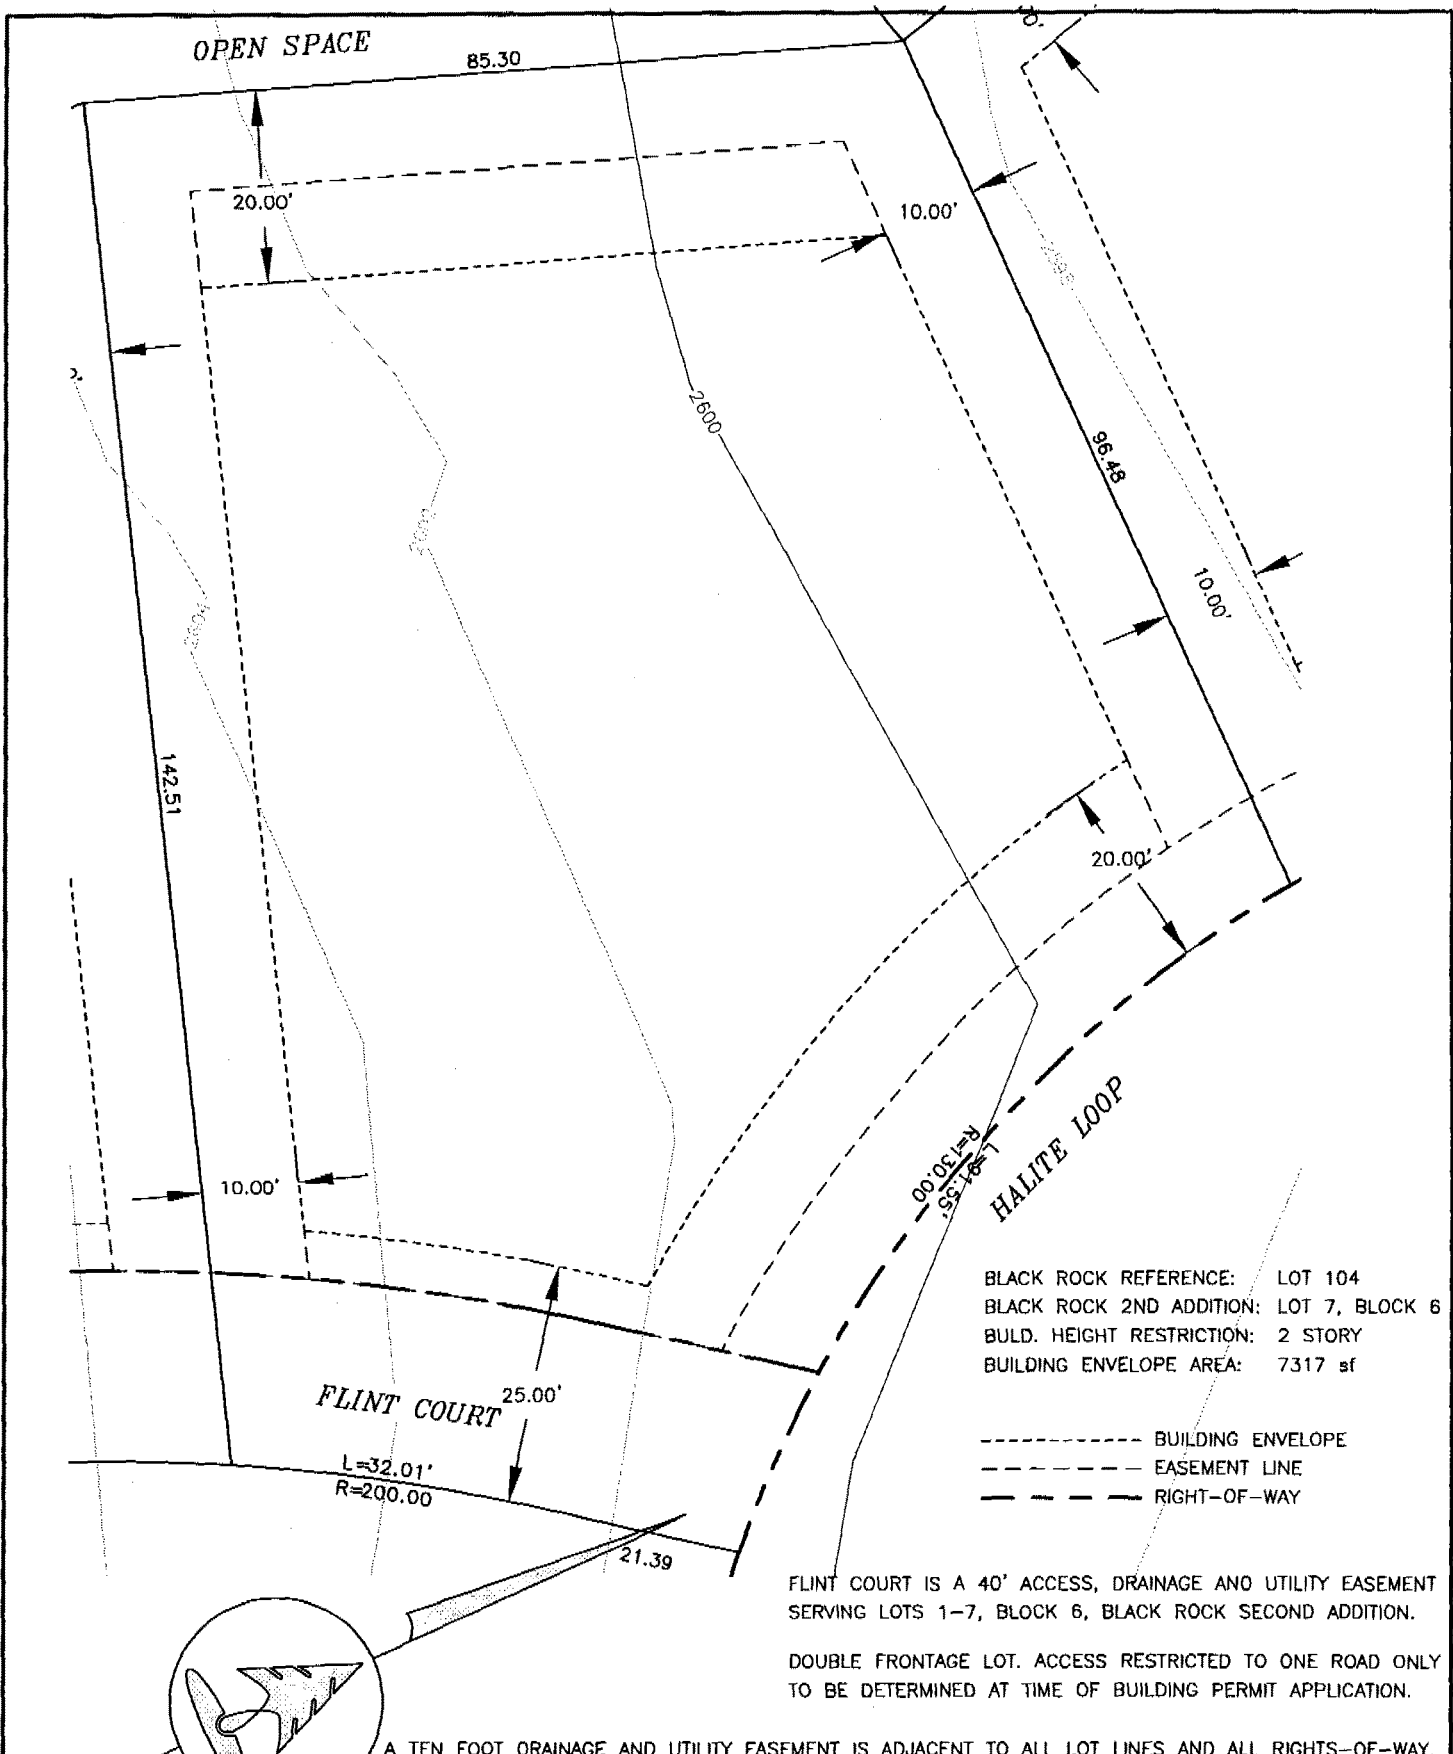 OPEN SPACE
85.30
20.00'
10.00'
2600
96.48
10.00'
142.51
20.00'
10.00'
L=91.55'
R=130.00
HALITE LOOP
BLACK ROCK REFERENCE: LOT 104
BLACK ROCK 2ND ADDITION: LOT 7, BLOCK 6
BULD. HEIGHT RESTRICTION: 2 STORY
BUILDING ENVELOPE AREA: 7317 sf
FLINT COURT
25.00'
L=32.01'
R=200.00
BUILDING ENVELOPE
EASEMENT LINE
RIGHT-OF-WAY
21.39
FLINT COURT IS A 40' ACCESS, DRAINAGE AND UTILITY EASEMENT
SERVING LOTS 1-7, BLOCK 6, BLACK ROCK SECOND ADDITION.
DOUBLE FRONTAGE LOT. ACCESS RESTRICTED TO ONE ROAD ONLY
TO BE DETERMINED AT TIME OF BUILDING PERMIT APPLICATION.
A TEN FOOT DRAINAGE AND UTILITY EASEMENT IS ADJACENT TO ALL LOT LINES AND ALL RIGHTS-OF-WAY